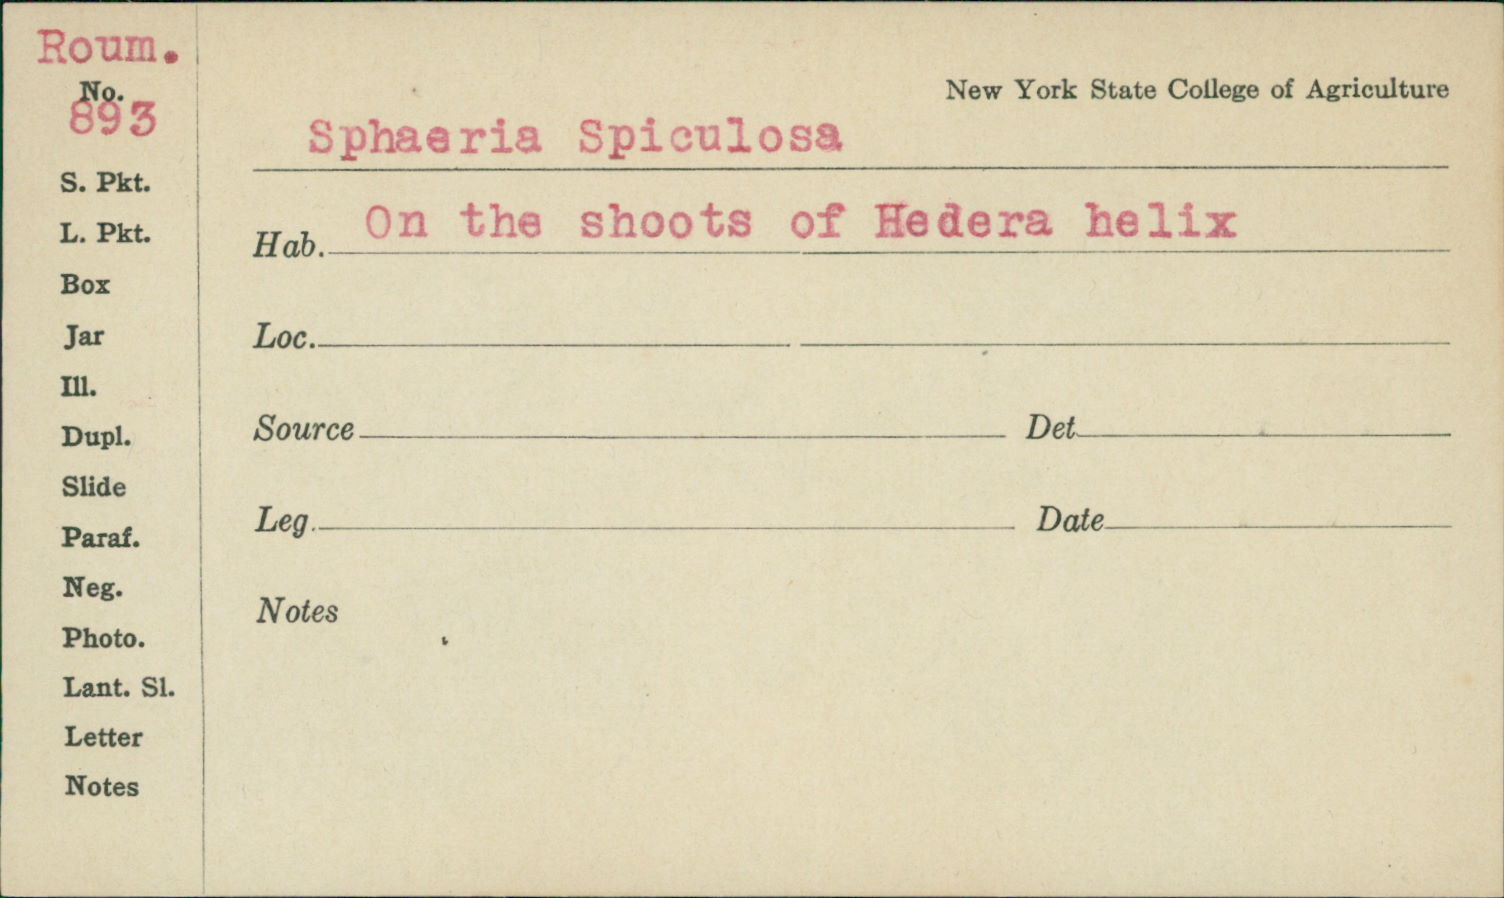 Roum.
No.
893
S. Pkt.
L. Pkt.
Box
Jar
Ill.
Dupl.
Slide
Paraf.
Neg.
Photo.
Lant. Sl.
Letter
Notes
New York State College of Agriculture
Sphaeria Spiculosa
Hab. On the shoots of Hedera helix
Loc.
Source Det.
Leg. Date
Notes